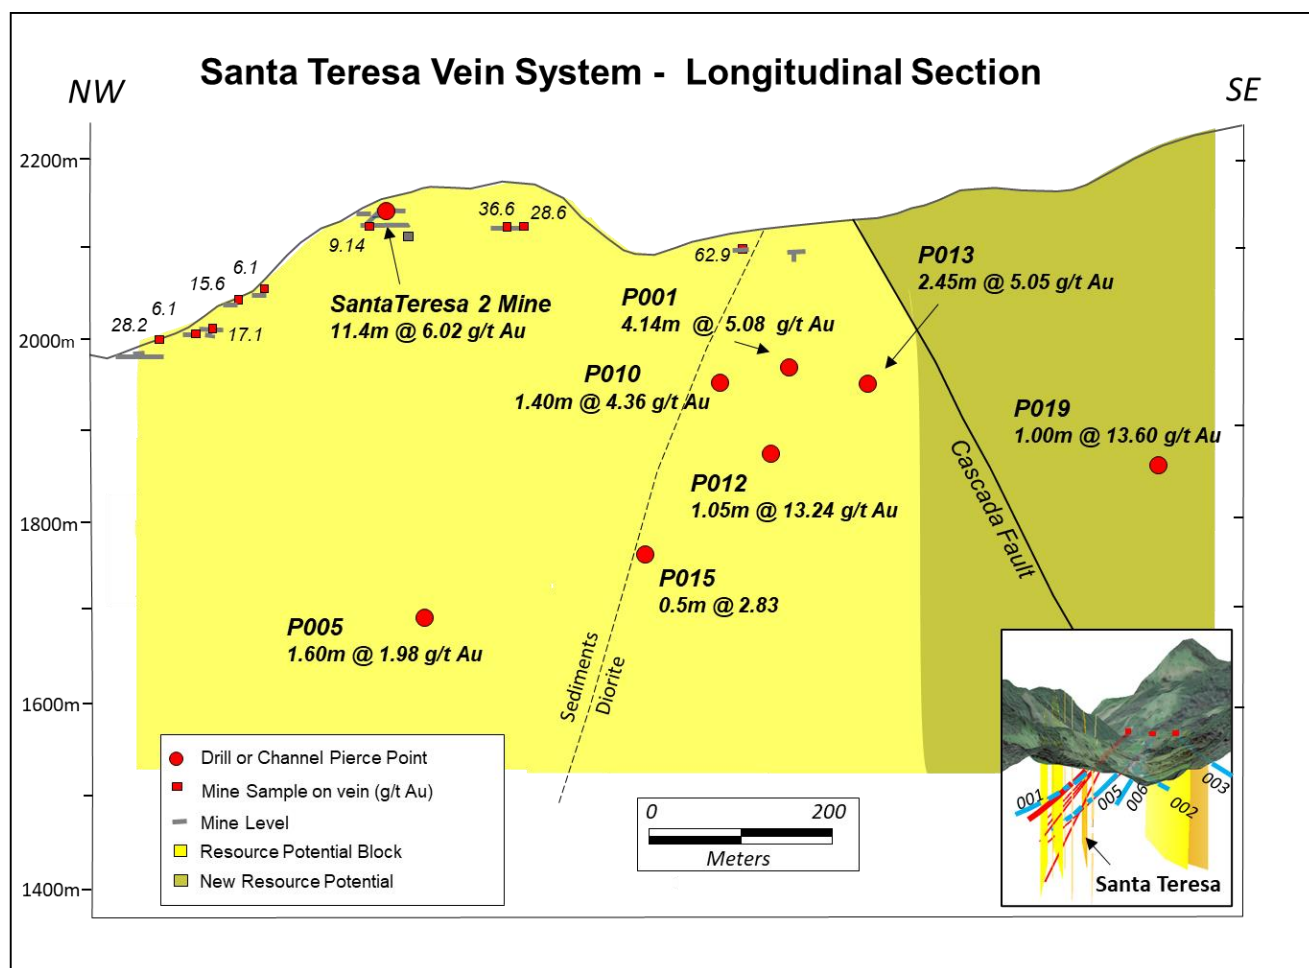 Santa Teresa Vein System -  Longitudinal Section
NW
SE
2200m
2000m
1800m
1600m
1400m
36.6
28.6
9.14
62.9
6.1
15.6
6.1
28.2
17.1
SantaTeresa 2 Mine
11.4m @ 6.02 g/t Au
P013
2.45m @ 5.05 g/t Au
P001
4.14m @ 5.08 g/t Au
P010
1.40m @ 4.36 g/t Au
P019
1.00m @ 13.60 g/t Au
P012
1.05m @ 13.24 g/t Au
Cascada Fault
P015
0.5m @ 2.83
P005
1.60m @ 1.98 g/t Au
Sediments
Diorite
Drill or Channel Pierce Point
Mine Sample on vein (g/t Au)
Mine Level
Resource Potential Block
New Resource Potential
0 200
Meters
001
005
006
002
003
Santa Teresa